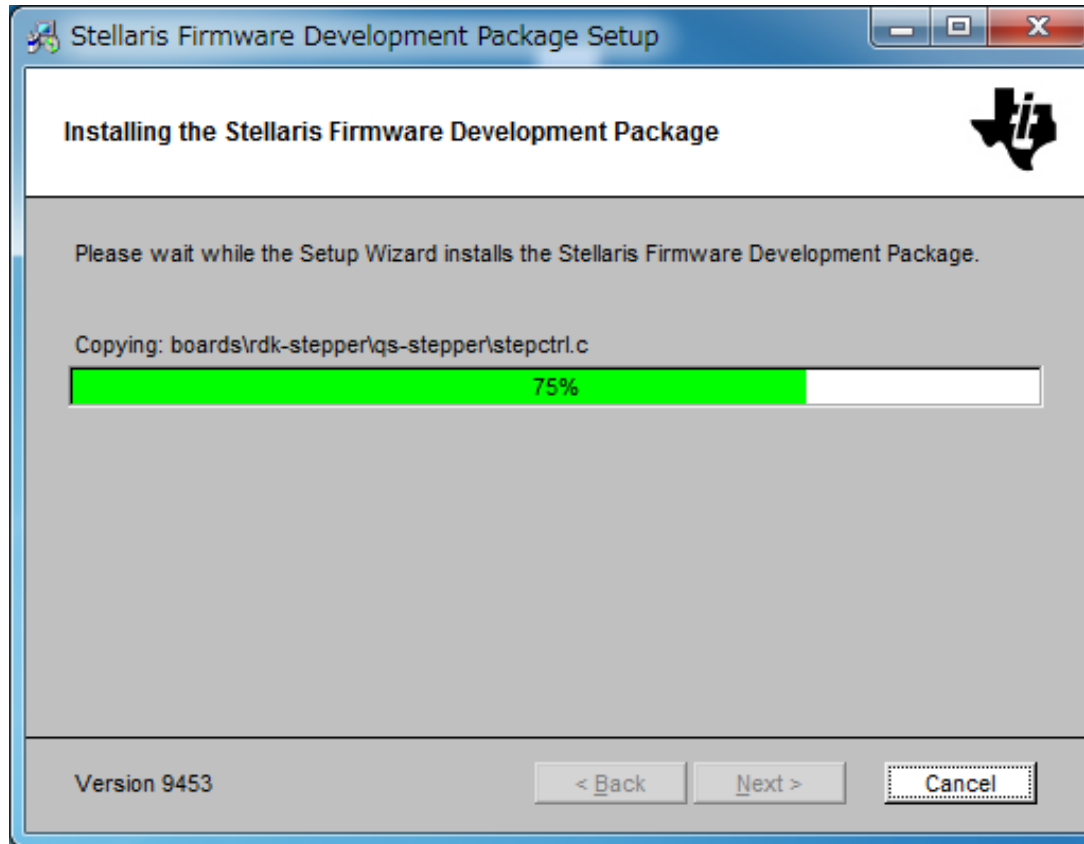 Stellaris Firmware Development Package Setup
Installing the Stellaris Firmware Development Package
ti
Please wait while the Setup Wizard installs the Stellaris Firmware Development Package.
Copying: boards\rdk-stepper\qs-stepper\stepctrl.c
75%
Version 9453
< Back
Next >
Cancel